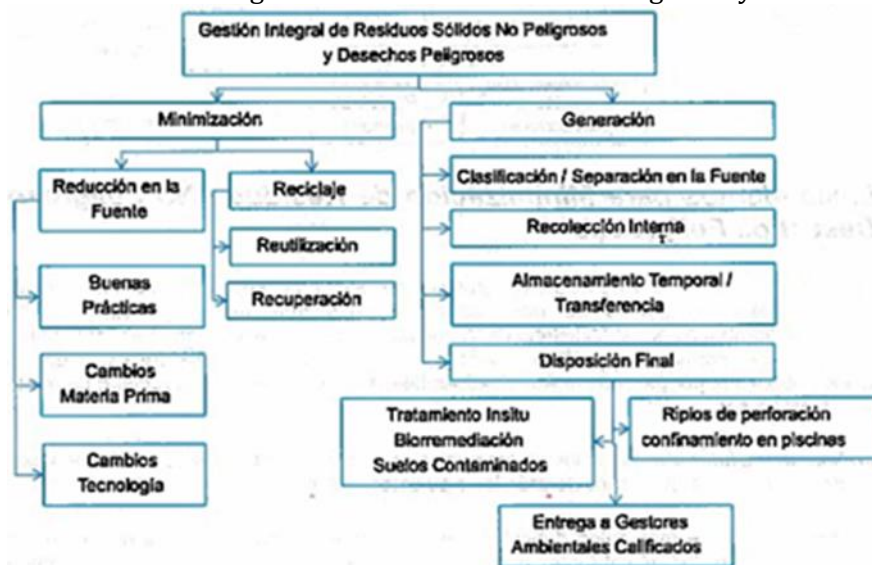 Gestión Integral de Residuos Sólidos No Peligrosos
y Desechos Peligrosos
Minimización
Generación
Reducción en la
Fuente
Reciclaje
Clasificación / Separación en la Fuente
Reutilización
Recolección Interna
Buenas
Prácticas
Recuperación
Almacenamiento Temporal /
Transferencia
Cambios
Materia Prima
Disposición Final
Tratamiento Insitu
Biorremediación
Suelos Contaminados
Ripios de perforación
confinamiento en piscinas
Cambios
Tecnología
Entrega a Gestores
Ambientales Calificados